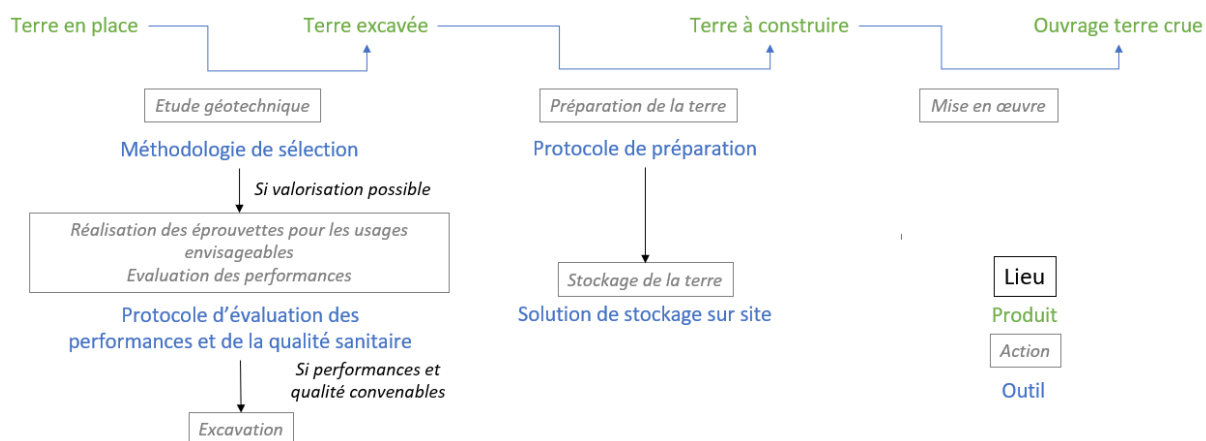 Terre en place
Terre excavée
Terre à construire
Ouvrage terre crue
Etude géotechnique
Préparation de la terre
Mise en œuvre
Méthodologie de sélection
Protocole de préparation
Si valorisation possible
Réalisation des éprouvettes pour les usages
envisageables
Evaluation des performances
Stockage de la terre
Lieu
Protocole d'évaluation des
performances et de la qualité sanitaire
Solution de stockage sur site
Produit
Action
Si performances et
qualité convenables
Outil
Excavation